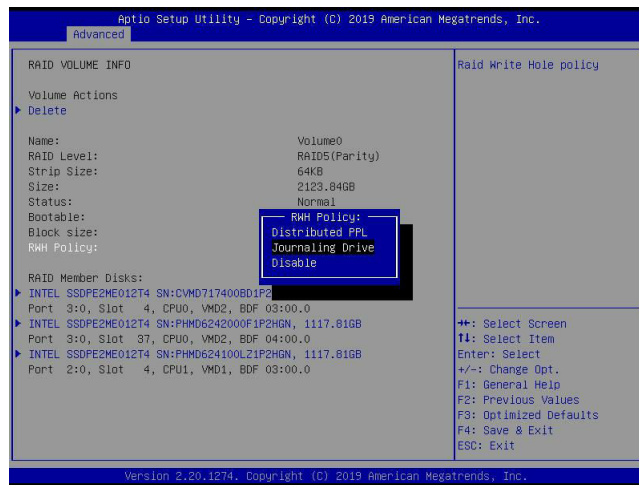 Aptio Setup Utility – Copyright (C) 2019 American Megatrends, Inc.
Advanced
RAID VOLUME INFO
Raid Write Hole policy
Volume Actions
Delete
Name: Volume0
RAID Level: RAID5(Parity)
Strip Size: 64KB
Size: 2123.84GB
Status: Normal
Bootable:
Block size:
RWH Policy:
RWH Policy:
Distributed PPL
Journaling Drive
Disable
RAID Member Disks:
INTEL SSDPE2ME012T4 SN:CVMD717400BD1P2
Port 3:0, Slot 4, CPU0, VMD2, BDF 03:00.0
INTEL SSDPE2ME012T4 SN:PHMD6242000F1P2HGN, 1117.81GB
Port 3:0, Slot 37, CPU0, VMD2, BDF 04:00.0
INTEL SSDPE2ME012T4 SN:PHMD624100LZ1P2HGN, 1117.81GB
Port 2:0, Slot 4, CPU1, VMD1, BDF 03:00.0
→←: Select Screen
↑↓: Select Item
Enter: Select
+/-: Change Opt.
F1: General Help
F2: Previous Values
F3: Optimized Defaults
F4: Save & Exit
ESC: Exit
Version 2.20.1274. Copyright (C) 2019 American Megatrends, Inc.